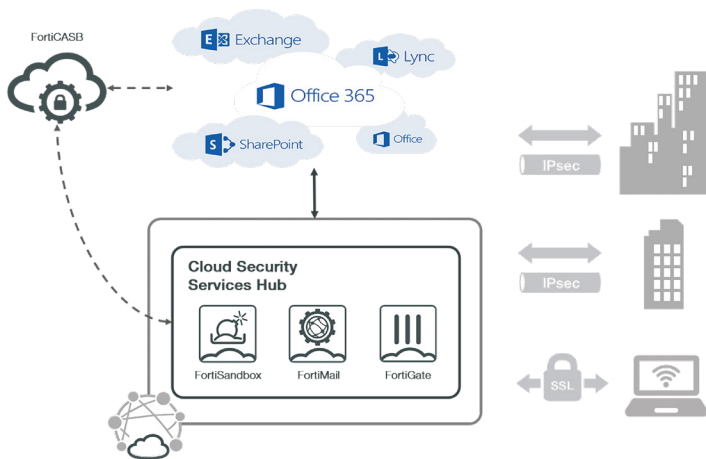 FortiCASB
E
Exchange
L
Lync
Office 365
S
SharePoint
Office
IPsec
Cloud Security
Services Hub
IPsec
FortiSandbox
FortiMail
FortiGate
SSL